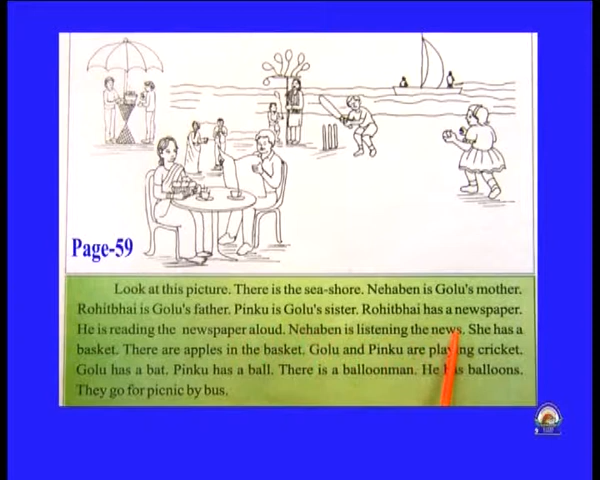 Page-59
Look at this picture. There is the sea-shore. Nehaben is Golu's mother.
Rohitbhai is Golu's father. Pinku is Golu's sister. Rohitbhai has a newspaper.
He is reading the newspaper aloud. Nehaben is listening the news. She has a
basket. There are apples in the basket. Golu and Pinku are playing cricket.
Golu has a bat. Pinku has a ball. There is a balloonman. He has balloons.
They go for picnic by bus.